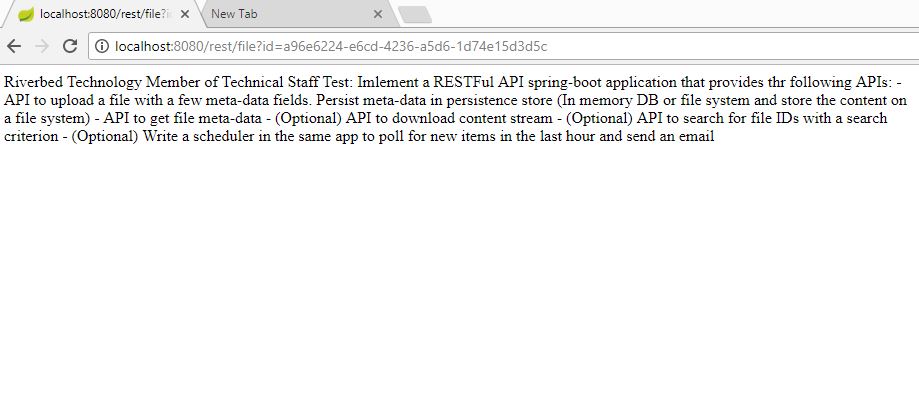 localhost:8080/rest/file?i
New Tab
localhost:8080/rest/file?id=a96e6224-e6cd-4236-a5d6-1d74e15d3d5c
Riverbed Technology Member of Technical Staff Test: Imlement a RESTFul API spring-boot application that provides thr following APIs: -
API to upload a file with a few meta-data fields. Persist meta-data in persistence store (In memory DB or file system and store the content on
a file system) - API to get file meta-data - (Optional) API to download content stream - (Optional) API to search for file IDs with a search
criterion - (Optional) Write a scheduler in the same app to poll for new items in the last hour and send an email